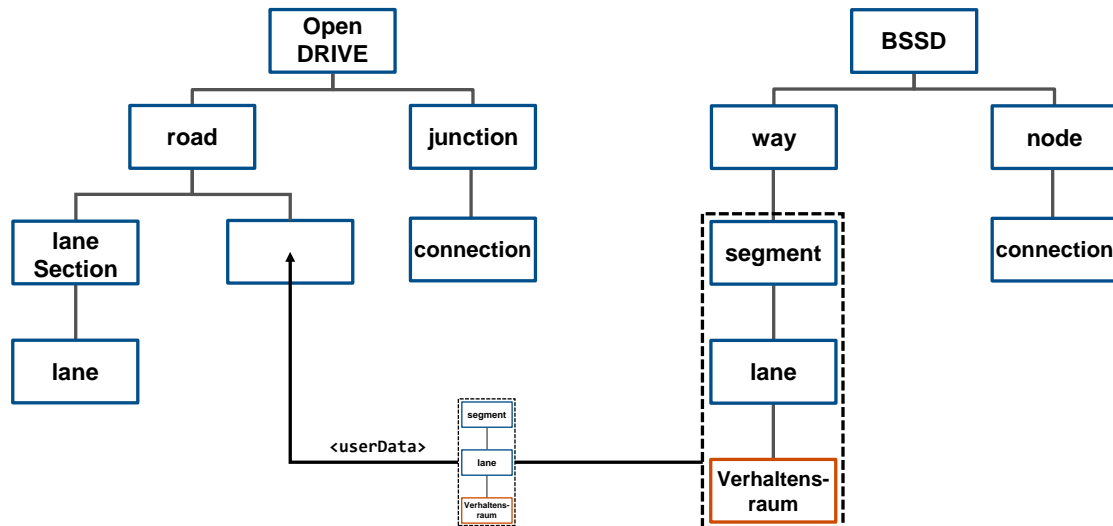 Open
DRIVE
BSSD
road
junction
way
node
lane
Section
connection
segment
connection
lane
lane
<userData>
segment
lane
Verhaltens-
raum
Verhaltens-
raum